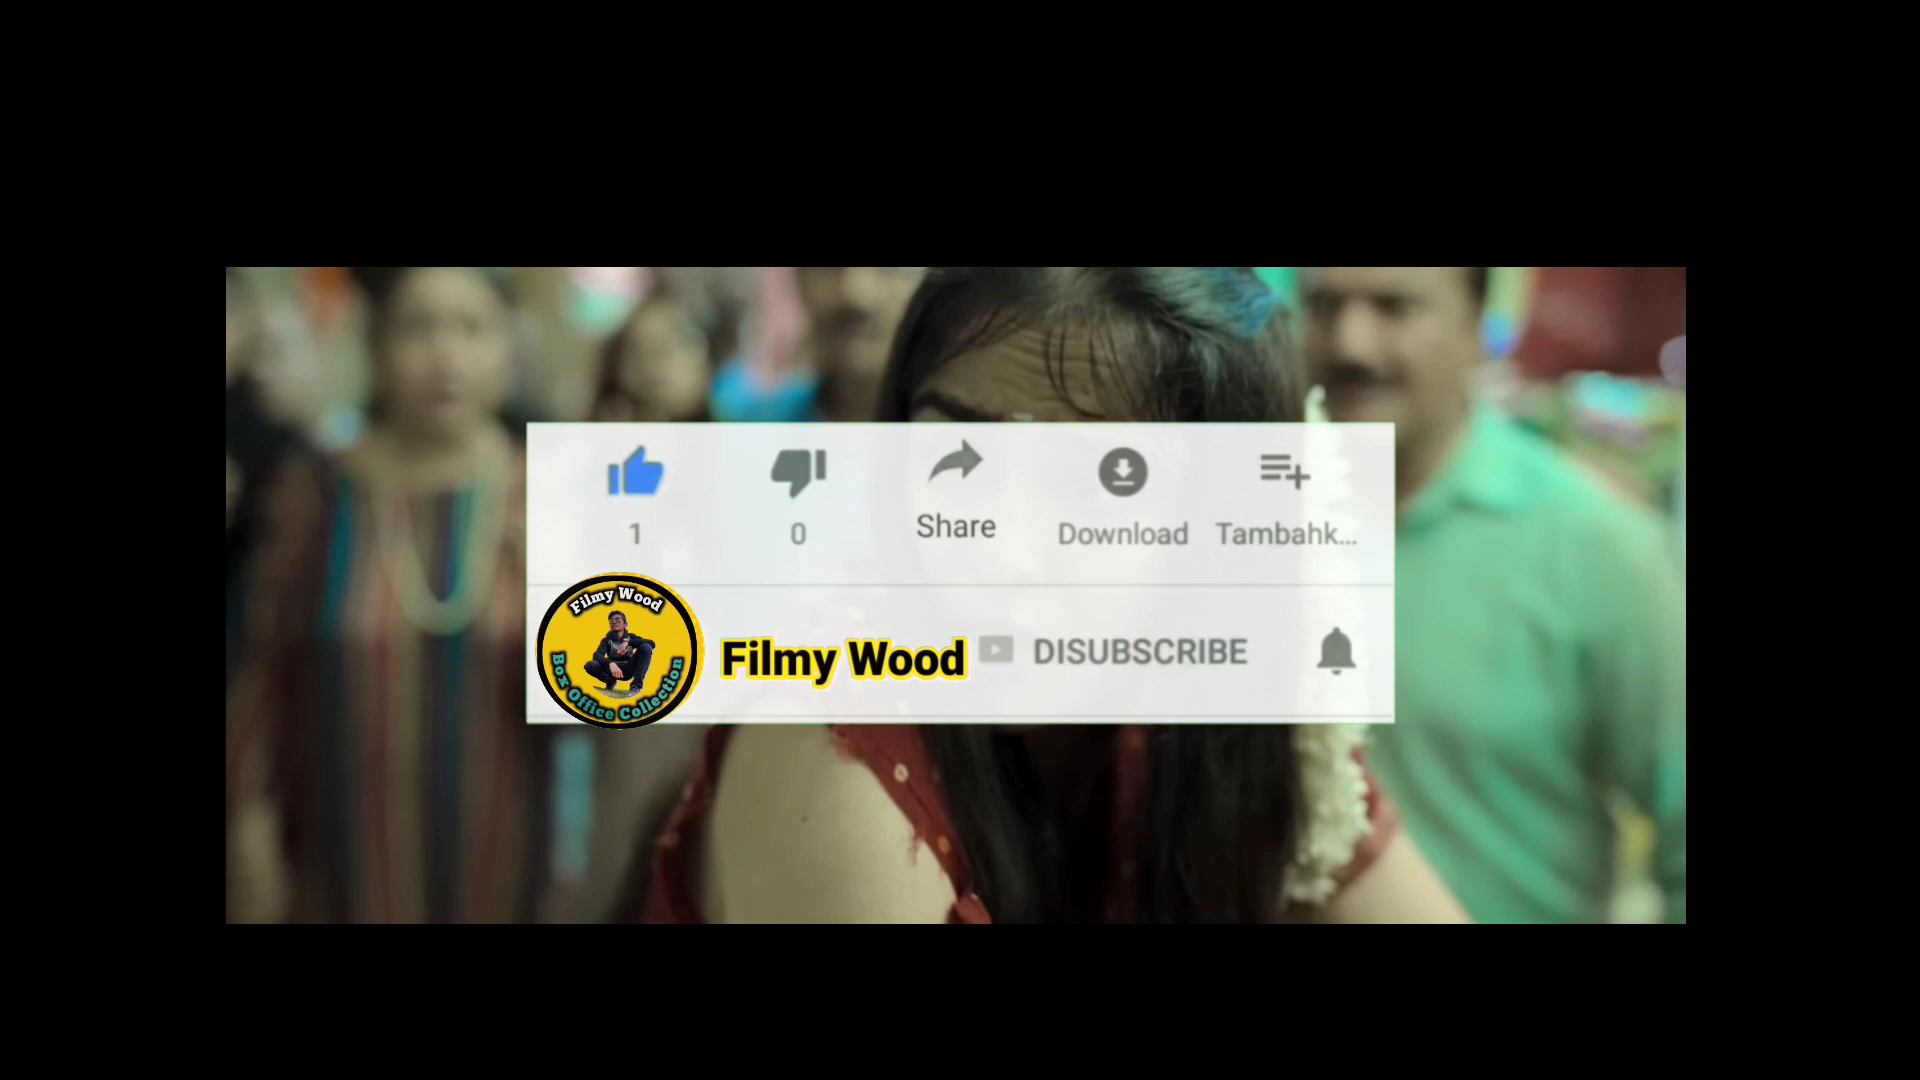 1
0
Share
Download
Tambahk...
Filmy Wood
Box Office Collection
Filmy Wood
DISUBSCRIBE